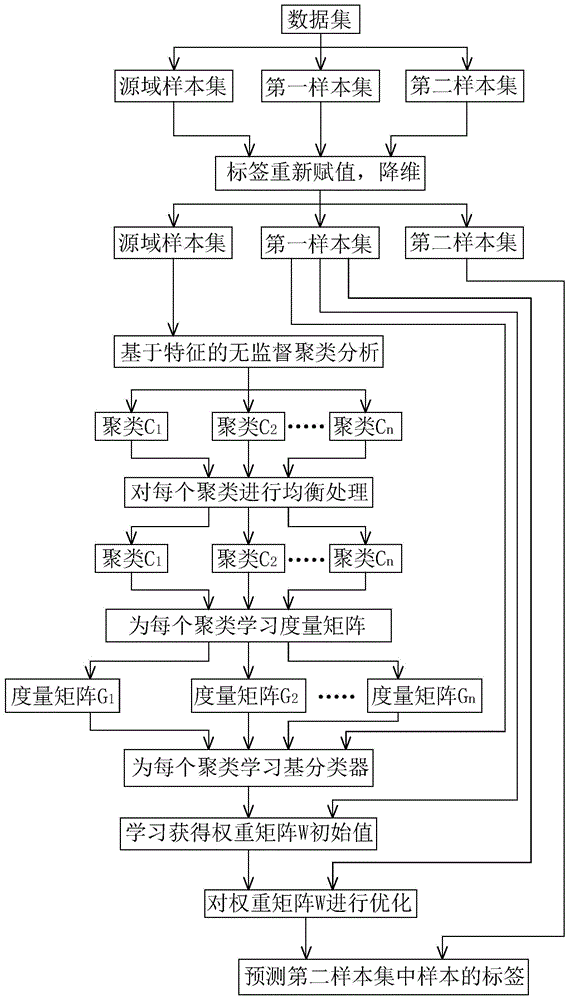 数据集
源域样本集 第一样本集 第二样本集
标签重新赋值，降维
源域样本集 第一样本集 第二样本集
基于特征的无监督聚类分析
聚类C1 聚类C2 ····· 聚类Cn
对每个聚类进行均衡处理
聚类C1 聚类C2 ····· 聚类Cn
为每个聚类学习度量矩阵
度量矩阵G1 度量矩阵G2 ····· 度量矩阵Gn
为每个聚类学习基分类器
学习获得权重矩阵W初始值
对权重矩阵W进行优化
预测第二样本集中样本的标签